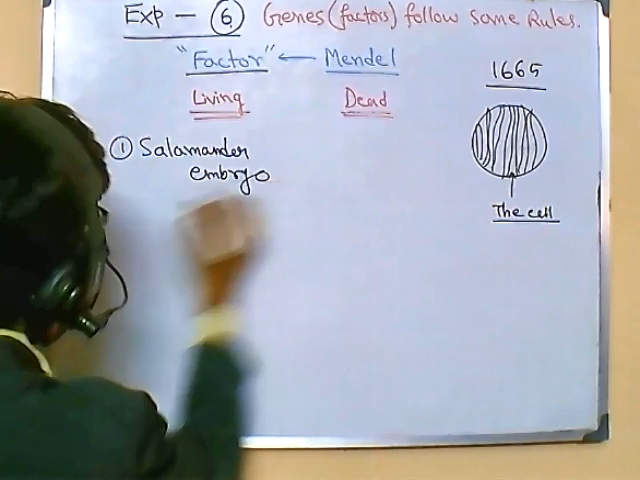 Exp – ⑥ Genes (factors) follow Some Rules.
"Factor" ← Mendel
Living Dead
1665
① Salamander
embryo
The cell